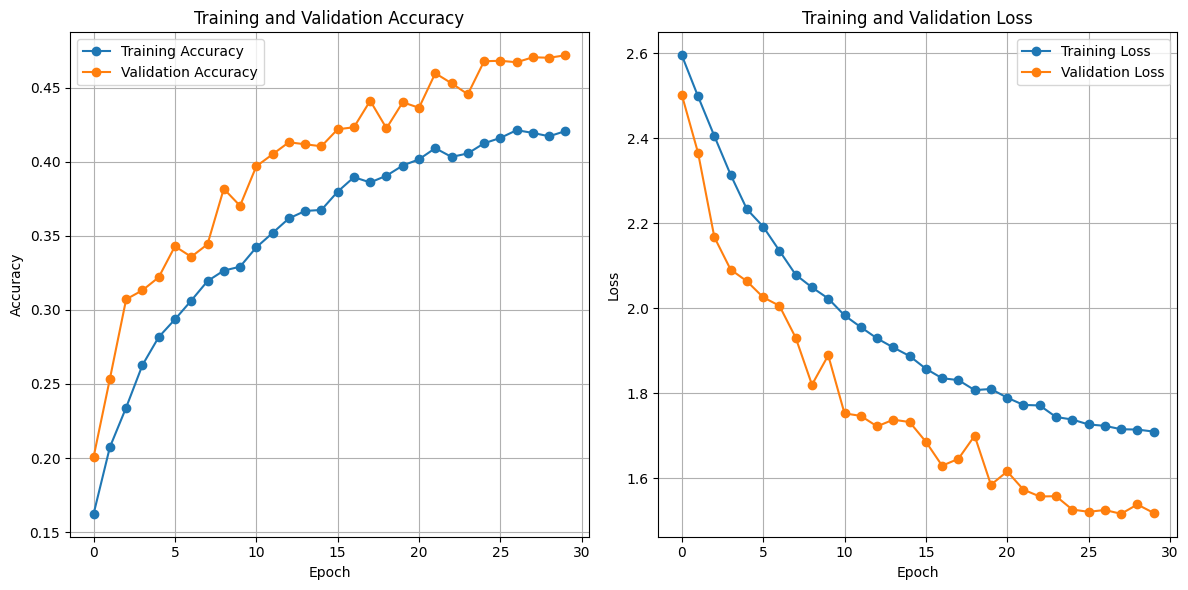 Training and Validation Accuracy
Training Accuracy
Validation Accuracy
0.45
0.40
0.35
0.30
0.25
0.20
0.15
Accuracy
0 5 10 15 20 25 30
Epoch
Training and Validation Loss
Training Loss
Validation Loss
2.6
2.4
2.2
2.0
1.8
1.6
Loss
0 5 10 15 20 25 30
Epoch